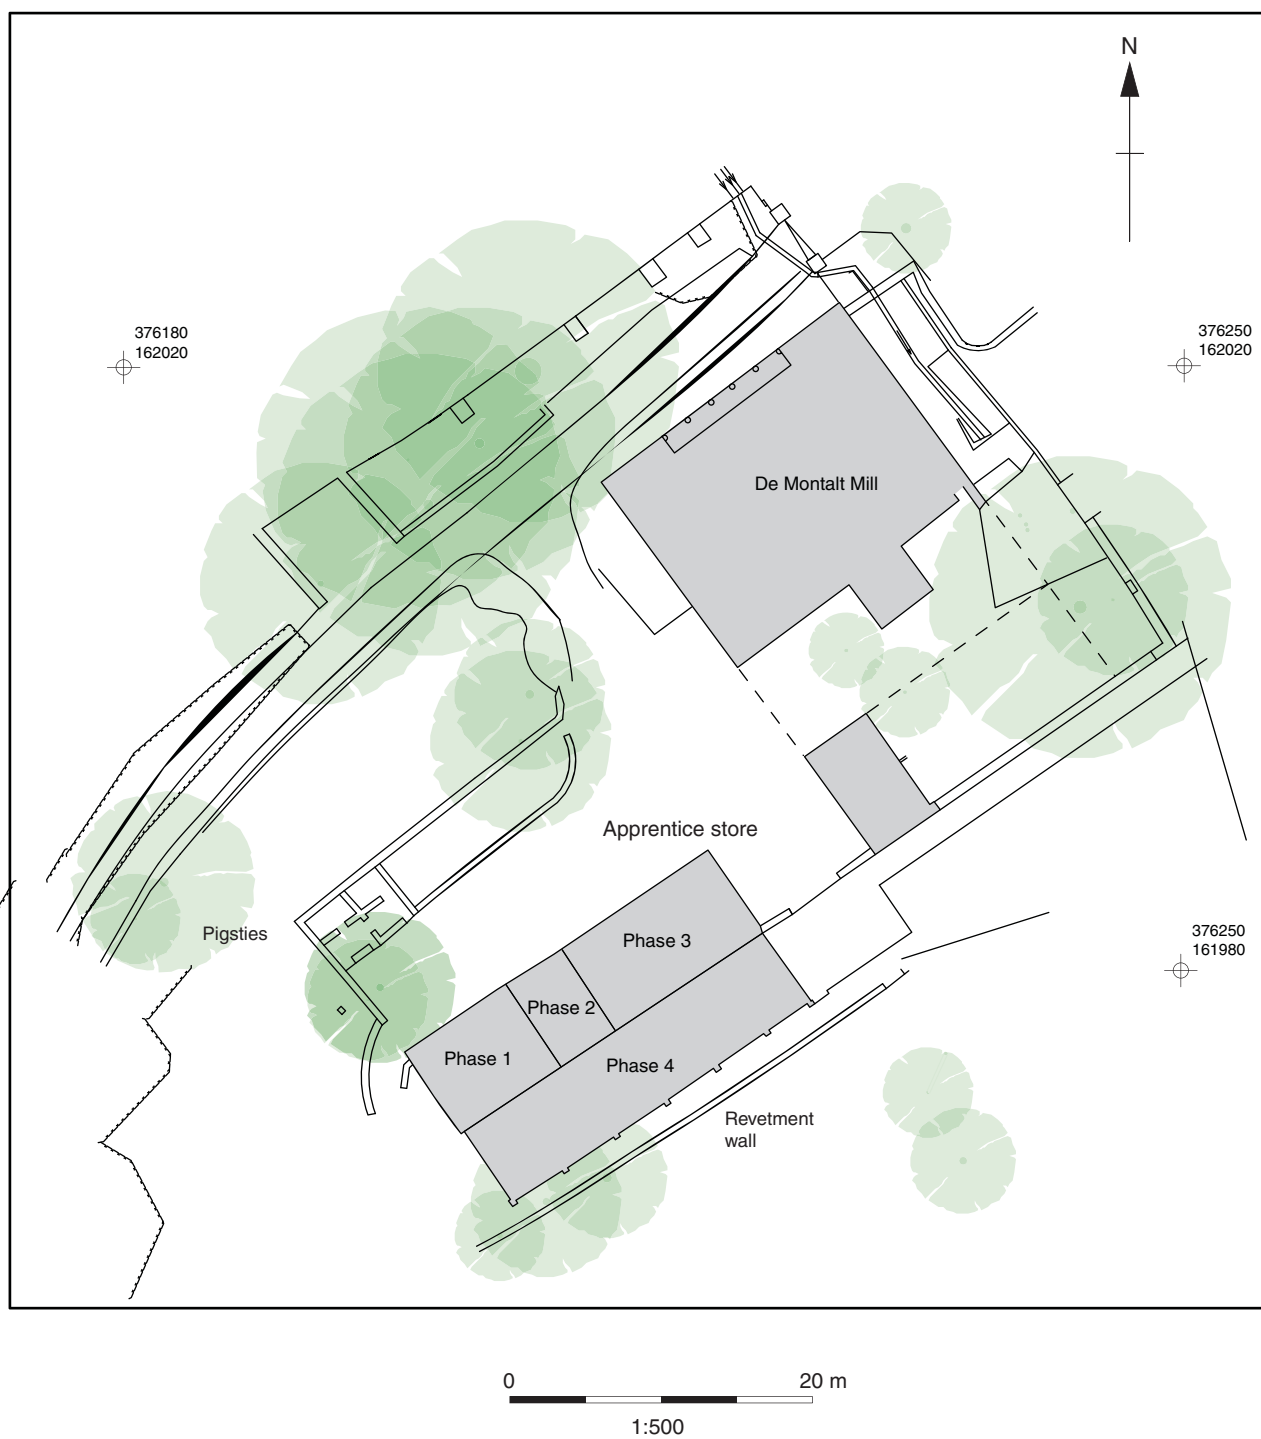 N
376180
162020
376250
162020
De Montalt Mill
Apprentice store
Pigsties
Phase 3
376250
161980
Phase 2
Phase 1
Phase 4
Revetment
wall
0
20 m
1:500